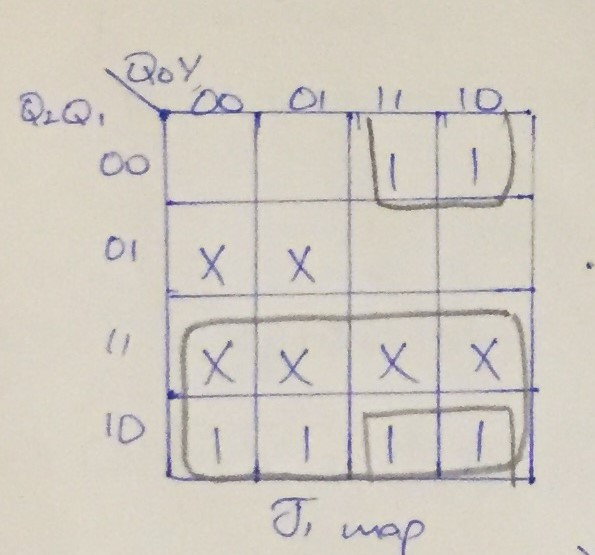 Q₀Y
Q₂Q₁ 00 01 11 10
00 1 1
01 X X
11 X X X X
10 1 1 1 1
J₁ map